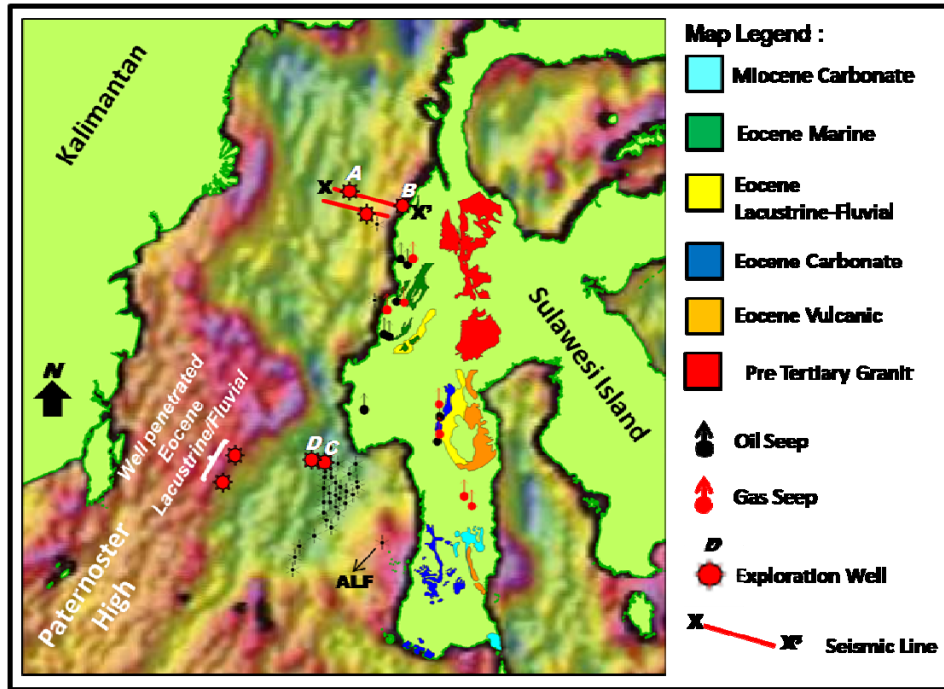 Kalimantan
A
X
B
X'
N
Sulawesi Island
Well penetrated
Eocene
Lacustrine/Fluvial
D
C
Paternoster
High
ALF
Map Legend :
Miocene Carbonate
Eocene Marine
Eocene
Lacustrine-Fluvial
Eocene Carbonate
Eocene Vulcanic
Pre Tertiary Granit
Oil Seep
Gas Seep
D
Exploration Well
X
X'
Seismic Line